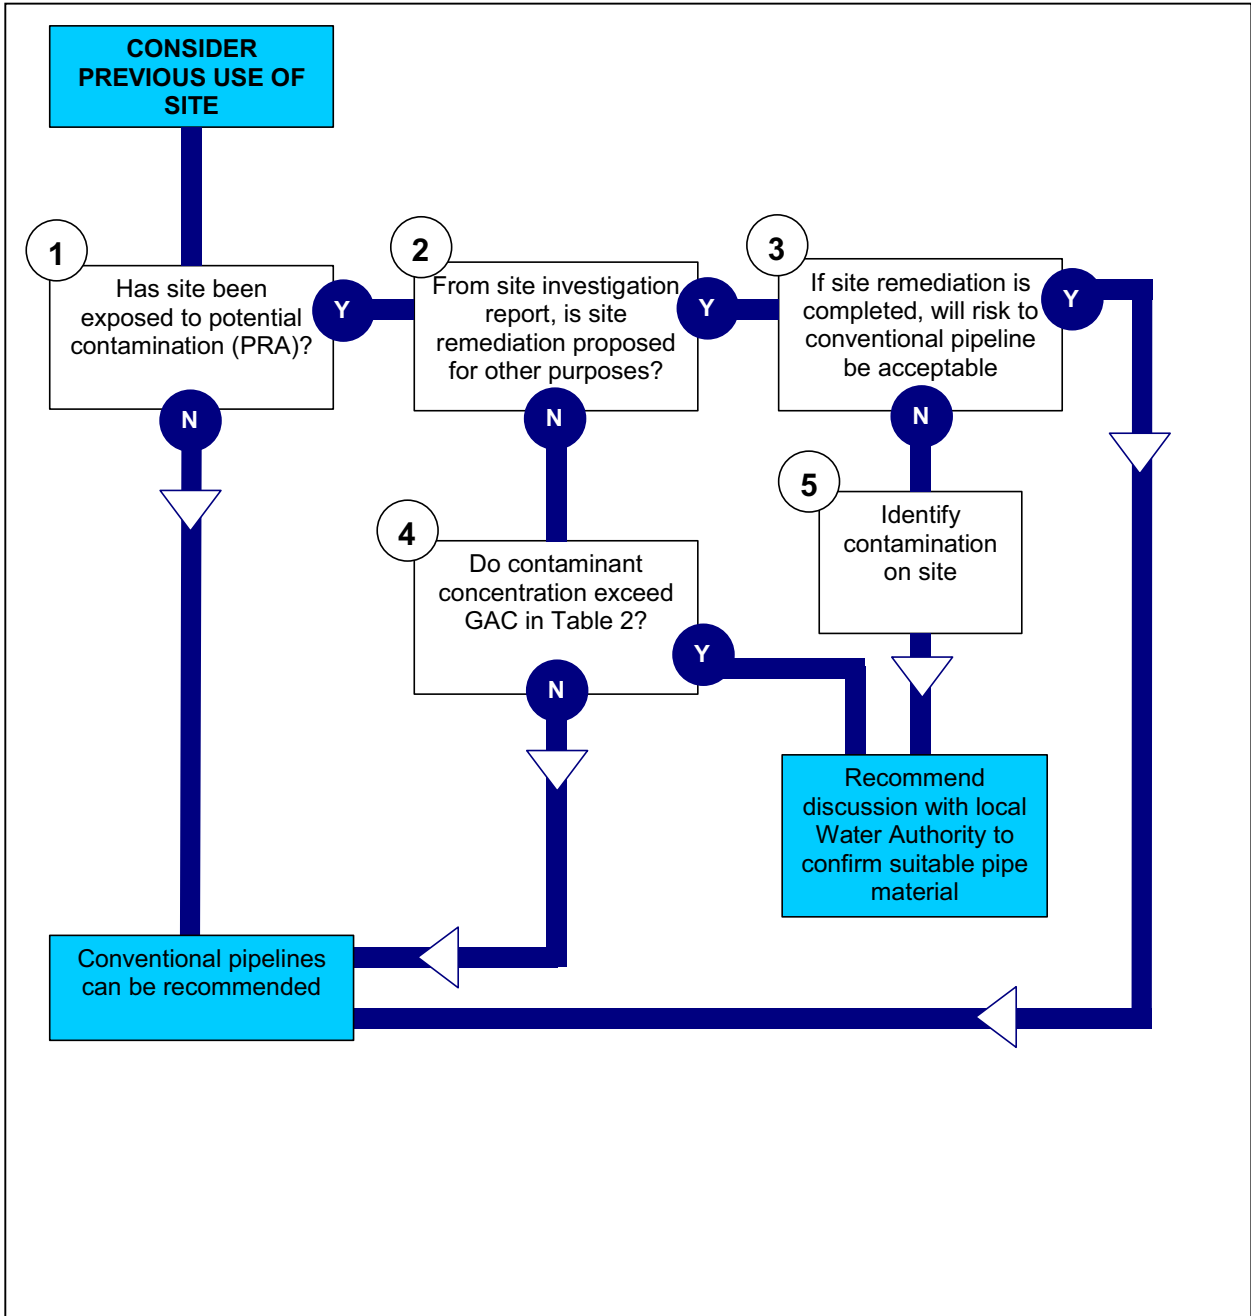 CONSIDER
PREVIOUS USE OF
SITE
1
Has site been
exposed to potential
contamination (PRA)?
Y
N
2
From site investigation
report, is site
remediation proposed
for other purposes?
Y
N
3
If site remediation is
completed, will risk to
conventional pipeline
be acceptable
Y
N
4
Do contaminant
concentration exceed
GAC in Table 2?
Y
N
5
Identify
contamination
on site
Recommend
discussion with local
Water Authority to
confirm suitable pipe
material
Conventional pipelines
can be recommended